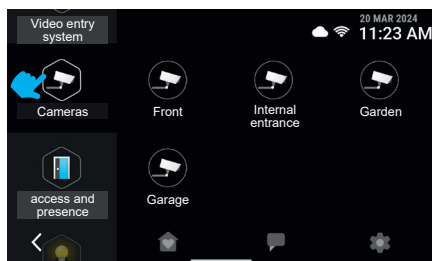 Video entry
system
20 MAR 2024
11:23 AM
Cameras
Front
Internal
entrance
Garden
access and
presence
Garage